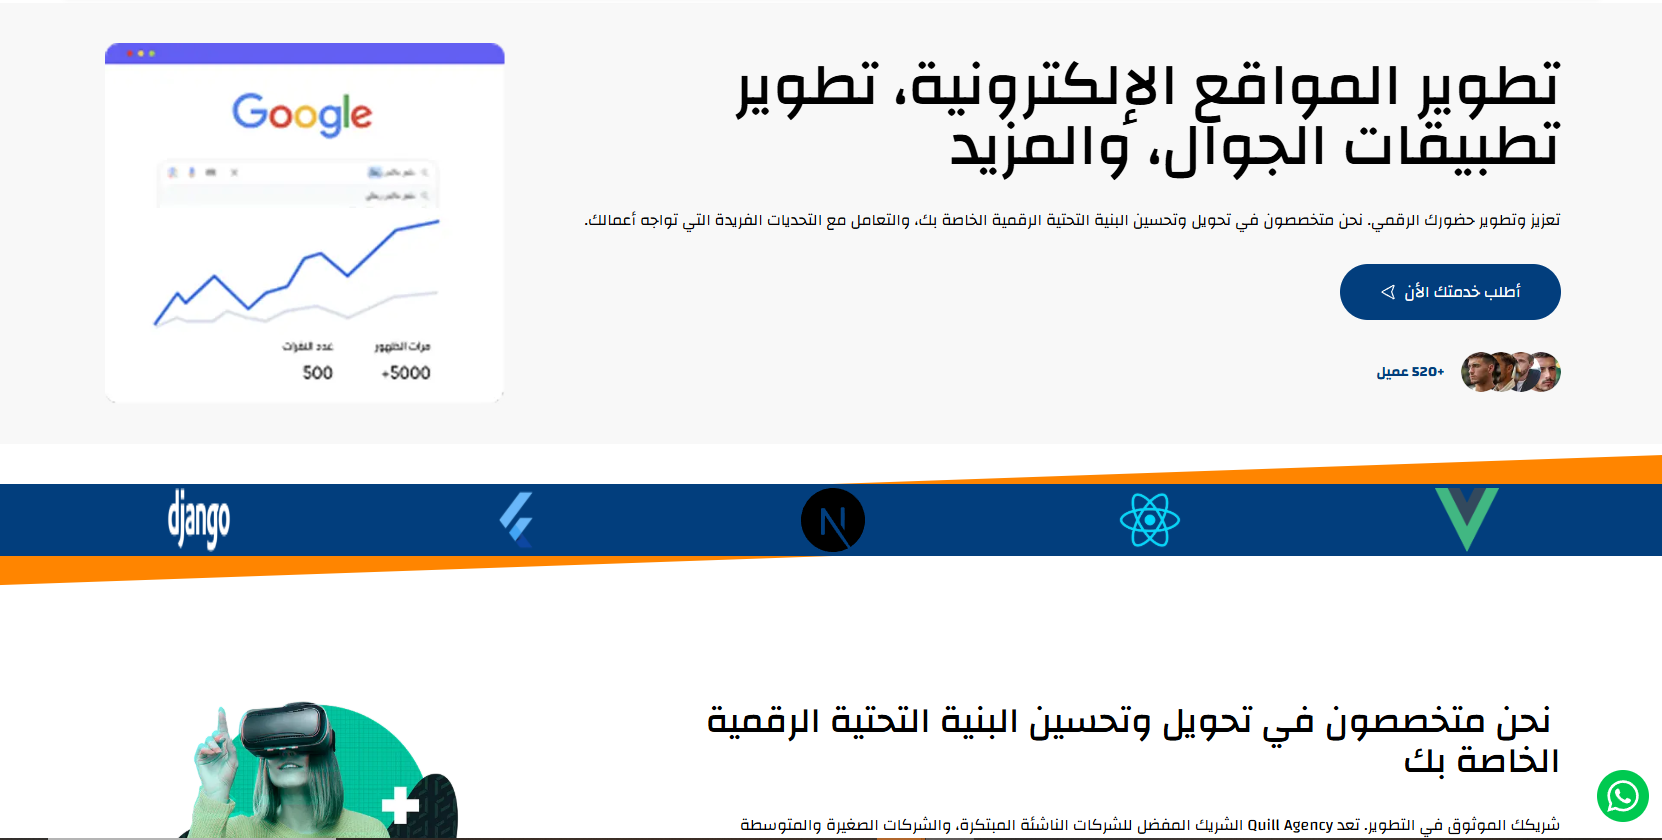 تطوير المواقع الإلكترونية، تطوير
تطبيقات الجوال، والمزيد
تعزيز وتطوير حضورك الرقمي. نحن متخصصون في تحويل وتحسين البنية التحتية الرقمية الخاصة بك، والتعامل مع التحديات الفريدة التي تواجه أعمالك.
أطلب خدمتك الأن
+520 عميل
Google
مرات الظهور
عدد النقرات
+5000
500
django
نحن متخصصون في تحويل وتحسين البنية التحتية الرقمية
الخاصة بك
شريكك الموثوق في التطوير. تعد Quill Agency الشريك المفضل للشركات الناشئة المبتكرة، والشركات الصغيرة والمتوسطة